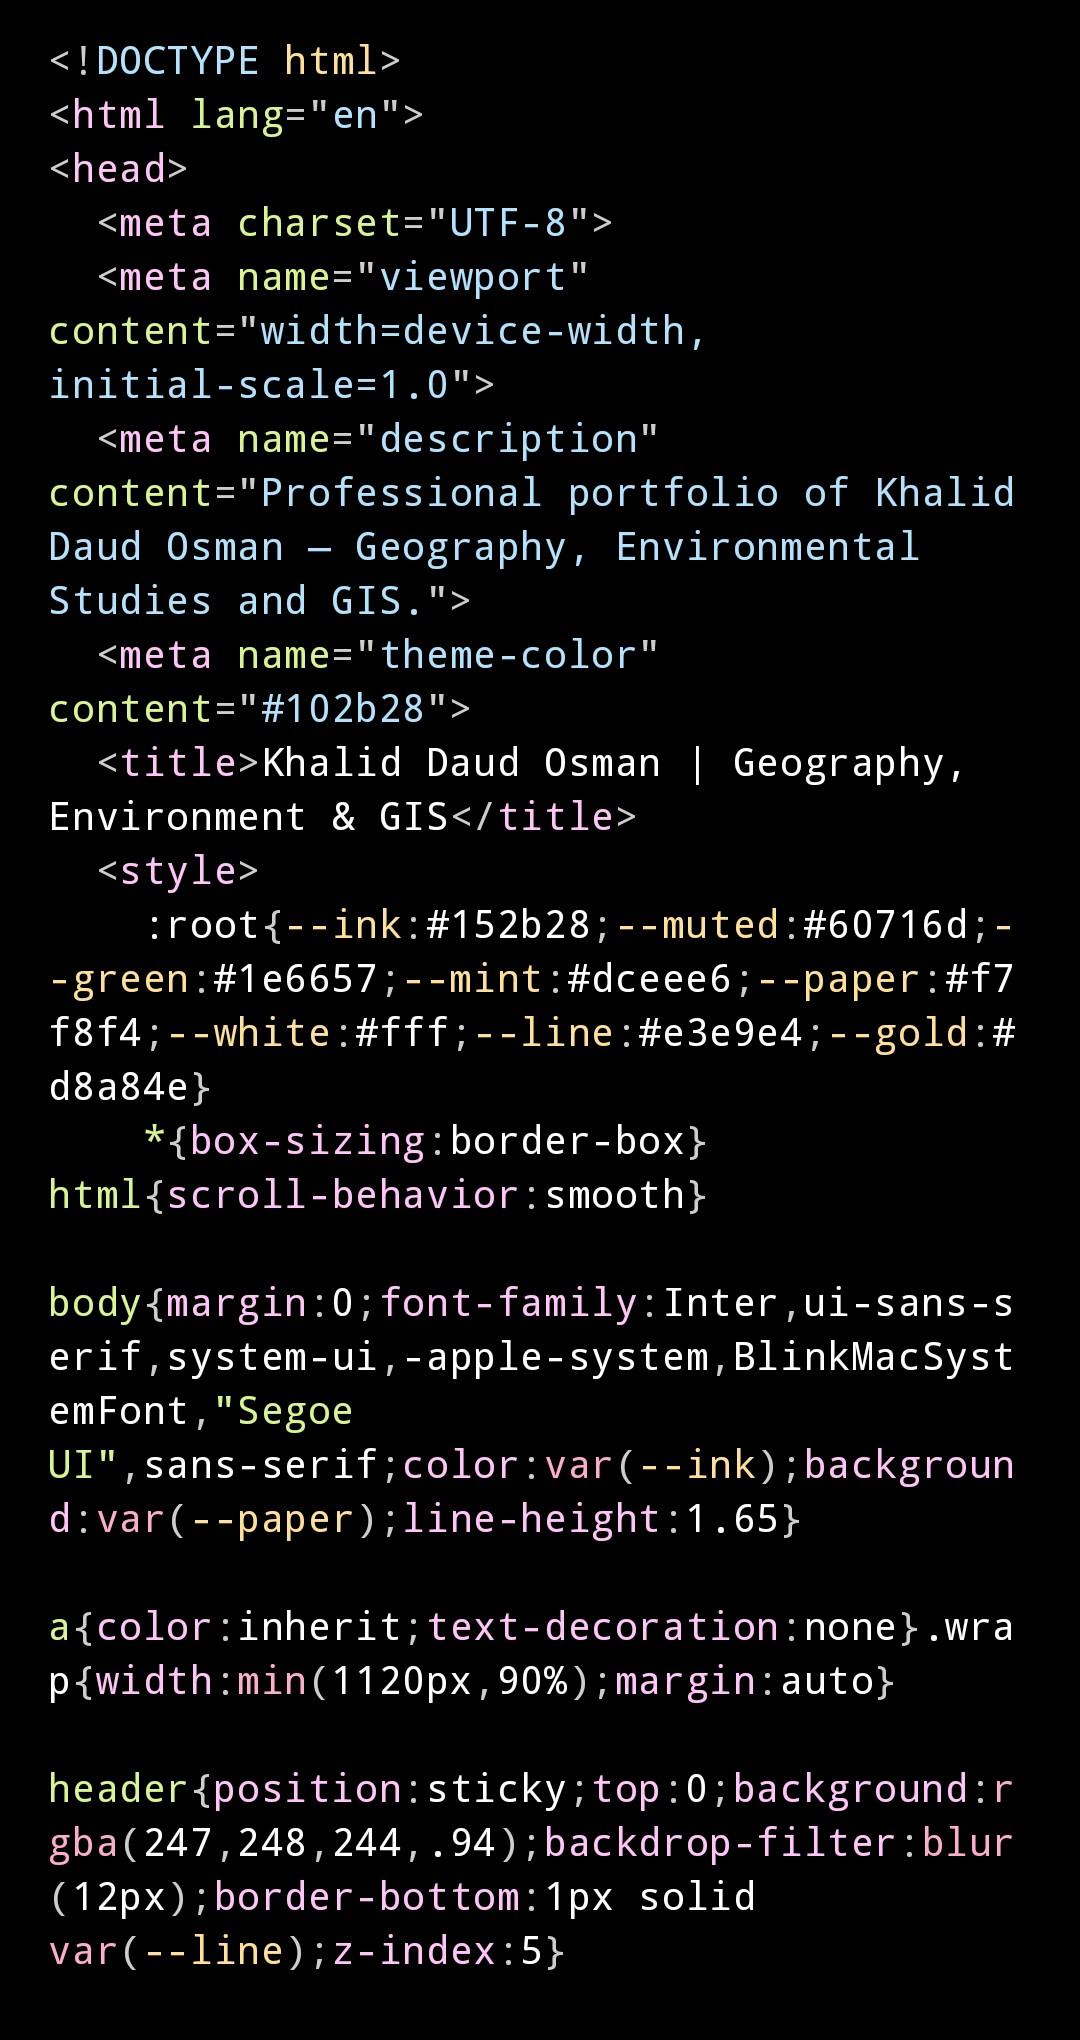 <!DOCTYPE html>
<html lang="en">
<head>
  <meta charset="UTF-8">
  <meta name="viewport"
content="width=device-width,
initial-scale=1.0">
  <meta name="description"
content="Professional portfolio of Khalid
Daud Osman — Geography, Environmental
Studies and GIS.">
  <meta name="theme-color"
content="#102b28">
  <title>Khalid Daud Osman | Geography,
Environment & GIS</title>
  <style>
    :root{--ink:#152b28;--muted:#60716d;-
-green:#1e6657;--mint:#dceee6;--paper:#f7
f8f4;--white:#fff;--line:#e3e9e4;--gold:#
d8a84e}
    *{box-sizing:border-box}
html{scroll-behavior:smooth}
body{margin:0;font-family:Inter,ui-sans-s
erif,system-ui,-apple-system,BlinkMacSyst
emFont,"Segoe
UI",sans-serif;color:var(--ink);backgroun
d:var(--paper);line-height:1.65}
a{color:inherit;text-decoration:none}.wra
p{width:min(1120px,90%);margin:auto}
header{position:sticky;top:0;background:r
gba(247,248,244,.94);backdrop-filter:blur
(12px);border-bottom:1px solid
var(--line);z-index:5}